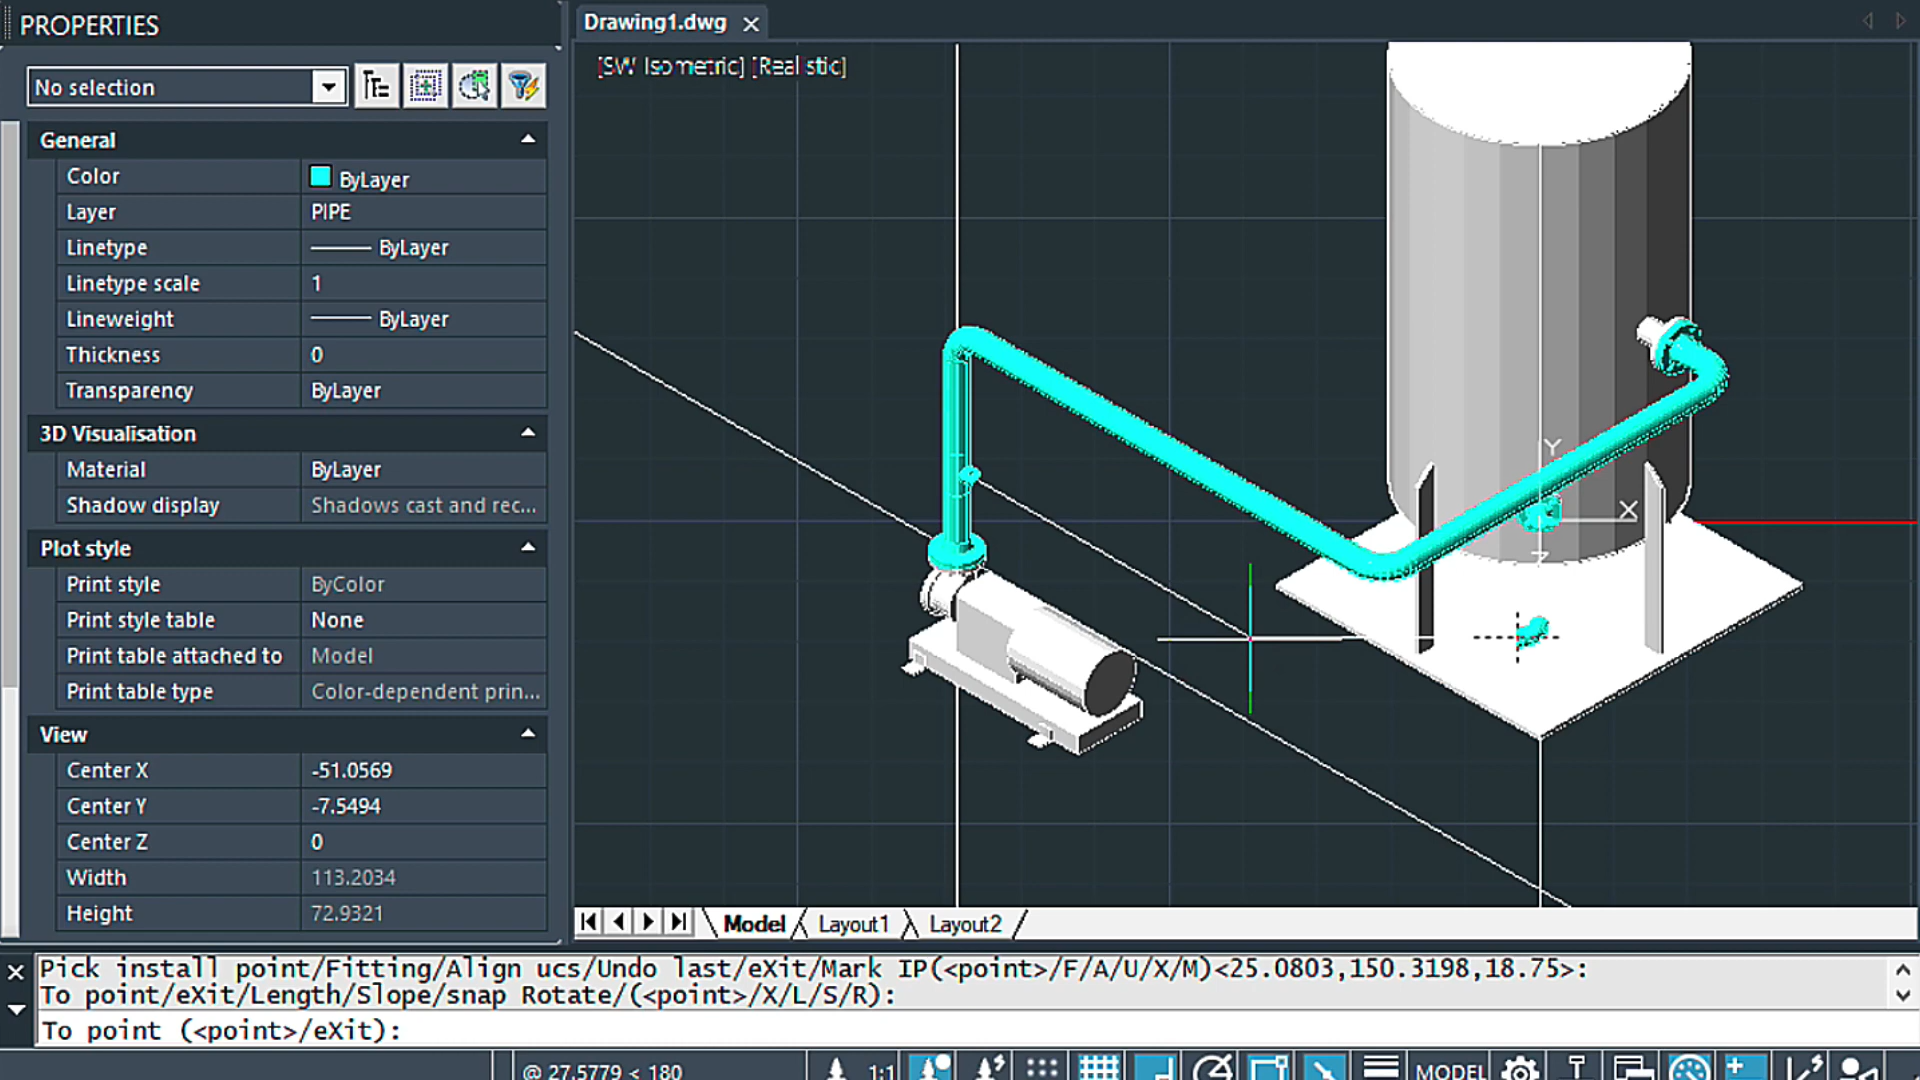 PROPERTIES
No selection
General
Color ByLayer
Layer PIPE
Linetype ByLayer
Linetype scale 1
Lineweight ByLayer
Thickness 0
Transparency ByLayer
3D Visualisation
Material ByLayer
Shadow display Shadows cast and rec...
Plot style
Print style ByColor
Print style table None
Print table attached to Model
Print table type Color-dependent prin...
View
Center X -51.0569
Center Y -7.5494
Center Z 0
Width 113.2034
Height 72.9321
Drawing1.dwg
[SW Isometric] [Realistic]
Y
X
Z
Model Layout1 Layout2
Pick install point/Fitting/Align ucs/Undo last/eXit/Mark IP(<point>/F/A/U/X/M)<25.0803,150.3198,18.75>:
To point/eXit/Length/Slope/snap Rotate/(<point>/X/L/S/R):
To point (<point>/eXit):
@ 27.5779 < 180 1:1 MODEL